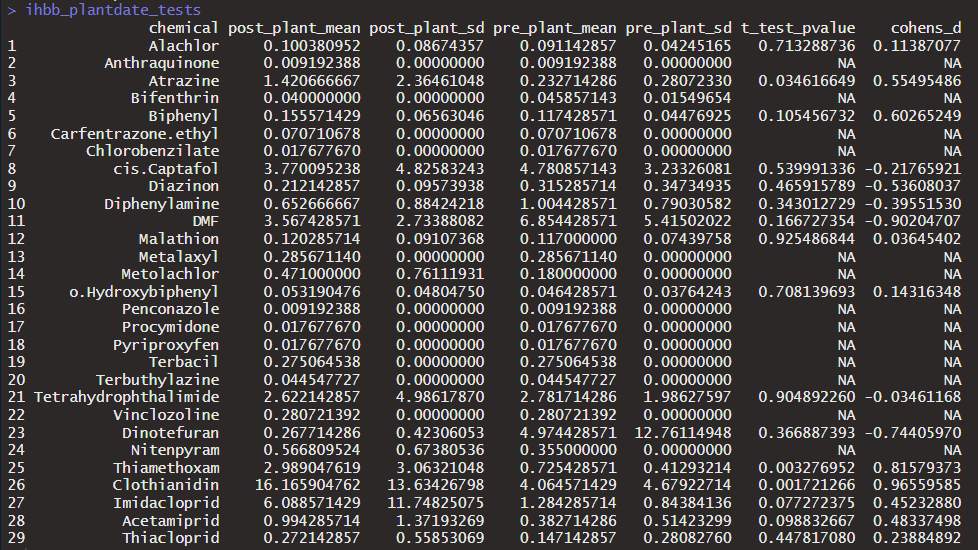 > ihbb_plantdate_tests
chemical post_plant_mean post_plant_sd pre_plant_mean pre_plant_sd t_test_pvalue cohens_d
1 Alachlor 0.100380952 0.08674357 0.091142857 0.04245165 0.713288736 0.11387077
2 Anthraquinone 0.009192388 0.00000000 0.009192388 0.00000000 NA NA
3 Atrazine 1.420666667 2.36461048 0.232714286 0.28072330 0.034616649 0.55495486
4 Bifenthrin 0.040000000 0.00000000 0.045857143 0.01549654 NA NA
5 Biphenyl 0.155571429 0.06563046 0.117428571 0.04476925 0.105456732 0.60265249
6 Carfentrazone.ethyl 0.070710678 0.00000000 0.070710678 0.00000000 NA NA
7 Chlorobenzilate 0.017677670 0.00000000 0.017677670 0.00000000 NA NA
8 cis.Captafol 3.770095238 4.82583243 4.780857143 3.23326081 0.539991336 -0.21765921
9 Diazinon 0.212142857 0.09573938 0.315285714 0.34734935 0.465915789 -0.53608037
10 Diphenylamine 0.652666667 0.88424218 1.004428571 0.79030582 0.343012729 -0.39551530
11 DMF 3.567428571 2.73388082 6.854428571 5.41502022 0.166727354 -0.90204707
12 Malathion 0.120285714 0.09107368 0.117000000 0.07439758 0.925486844 0.03645402
13 Metalaxyl 0.285671140 0.00000000 0.285671140 0.00000000 NA NA
14 Metolachlor 0.471000000 0.76111931 0.180000000 0.00000000 NA NA
15 o.Hydroxybiphenyl 0.053190476 0.04804750 0.046428571 0.03764243 0.708139693 0.14316348
16 Penconazole 0.009192388 0.00000000 0.009192388 0.00000000 NA NA
17 Procymidone 0.017677670 0.00000000 0.017677670 0.00000000 NA NA
18 Pyriproxyfen 0.017677670 0.00000000 0.017677670 0.00000000 NA NA
19 Terbacil 0.275064538 0.00000000 0.275064538 0.00000000 NA NA
20 Terbuthylazine 0.044547727 0.00000000 0.044547727 0.00000000 NA NA
21 Tetrahydrophthalimide 2.622142857 4.98617870 2.781714286 1.98627597 0.904892260 -0.03461168
22 Vinclozoline 0.280721392 0.00000000 0.280721392 0.00000000 NA NA
23 Dinotefuran 0.267714286 0.42306053 4.974428571 12.76114948 0.366887393 -0.74405970
24 Nitenpyram 0.566809524 0.67380536 0.355000000 0.00000000 NA NA
25 Thiamethoxam 2.989047619 3.06321048 0.725428571 0.41293214 0.003276952 0.81579373
26 Clothianidin 16.165904762 13.63426798 4.064571429 4.67922714 0.001721266 0.96559585
27 Imidacloprid 6.088571429 11.74825075 1.284285714 0.84384136 0.077272375 0.45232880
28 Acetamiprid 0.994285714 1.37193269 0.382714286 0.51423299 0.098832667 0.48337498
29 Thiacloprid 0.272142857 0.55853069 0.147142857 0.28082760 0.447817080 0.23884892